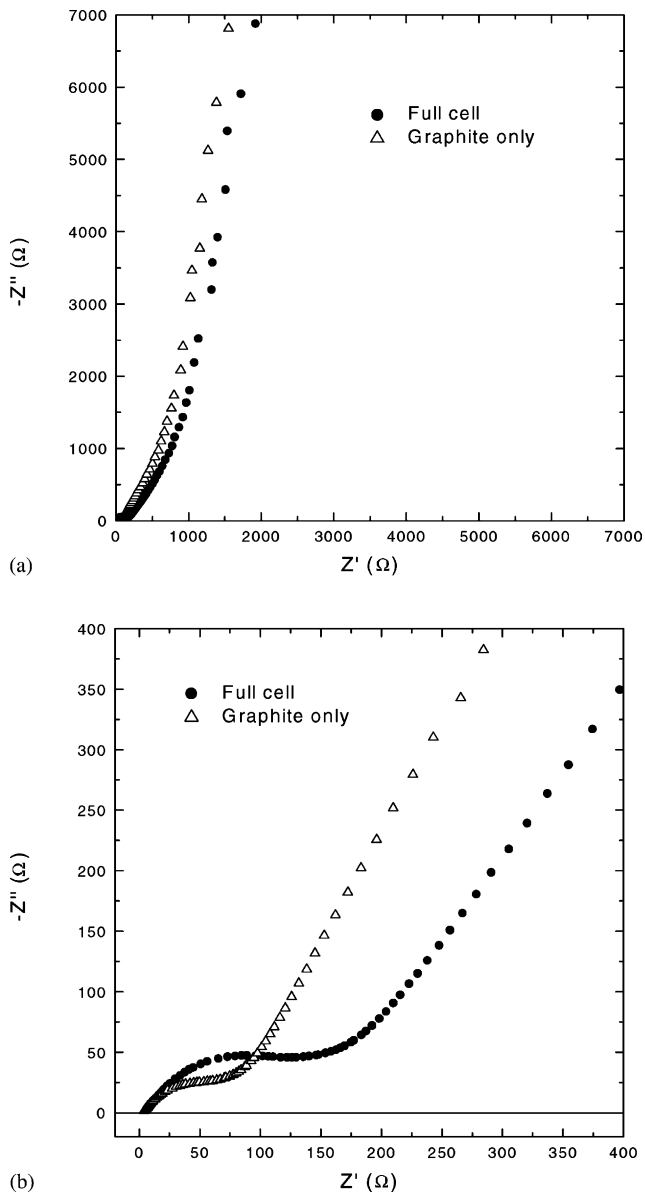 7000
6000
5000
4000
3000
2000
1000
0
-Z'' (Ω)
Full cell
Graphite only
0 1000 2000 3000 4000 5000 6000 7000
(a)
Z' (Ω)
400
350
300
250
200
150
100
50
0
-Z'' (Ω)
Full cell
Graphite only
0 50 100 150 200 250 300 350 400
(b)
Z' (Ω)